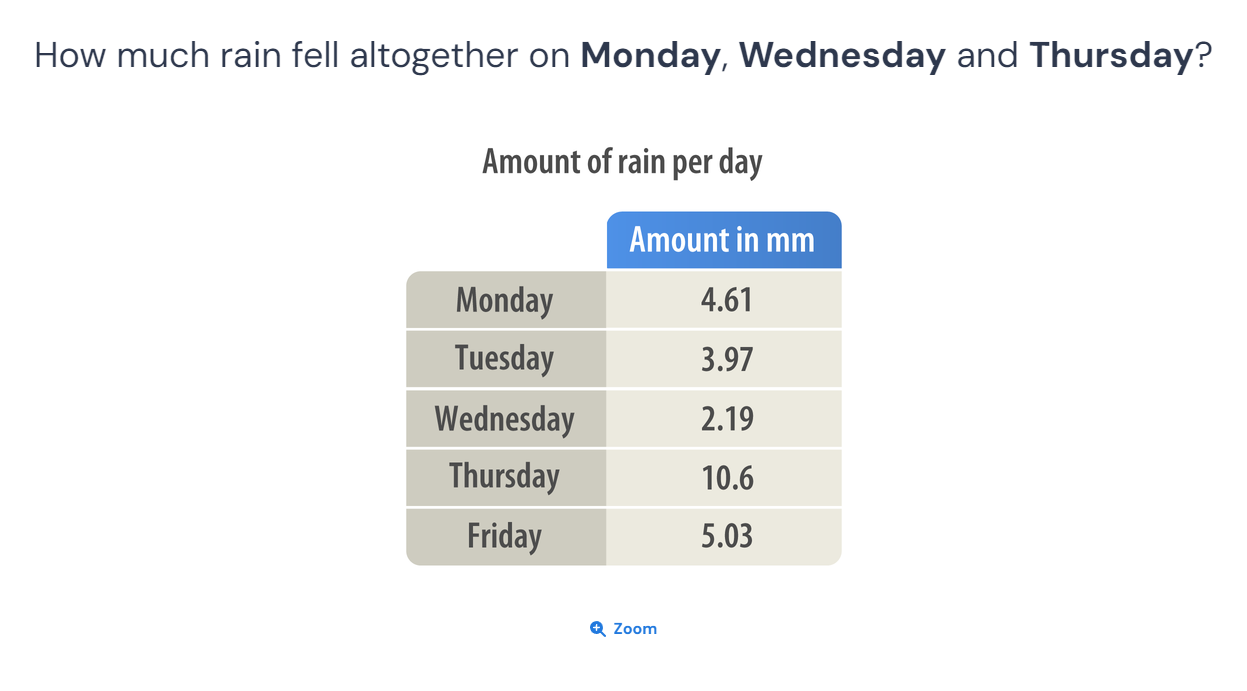 How much rain fell altogether on Monday, Wednesday and Thursday?
Amount of rain per day
Amount in mm
Monday 4.61
Tuesday 3.97
Wednesday 2.19
Thursday 10.6
Friday 5.03
Zoom